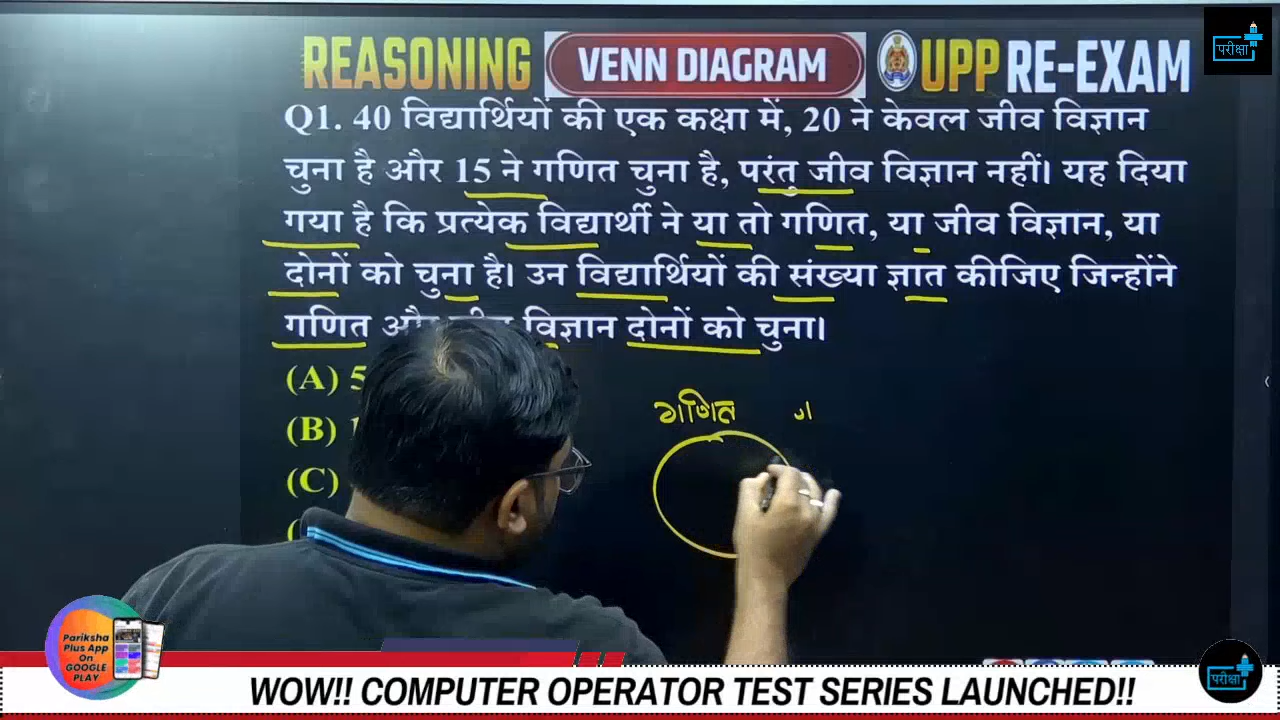 REASONING VENN DIAGRAM UPP RE-EXAM
परीक्षा
Q1. 40 विद्यार्थियों की एक कक्षा में, 20 ने केवल जीव विज्ञान
चुना है और 15 ने गणित चुना है, परंतु जीव विज्ञान नहीं। यह दिया
गया है कि प्रत्येक विद्यार्थी ने या तो गणित, या जीव विज्ञान, या
दोनों को चुना है। उन विद्यार्थियों की संख्या ज्ञात कीजिए जिन्होंने
गणित विज्ञान दोनों को चुना।
(A) 5
(B)
(C)
गणित
Pariksha
Plus App
On
GOOGLE
PLAY
WOW!! COMPUTER OPERATOR TEST SERIES LAUNCHED!!
परीक्षा